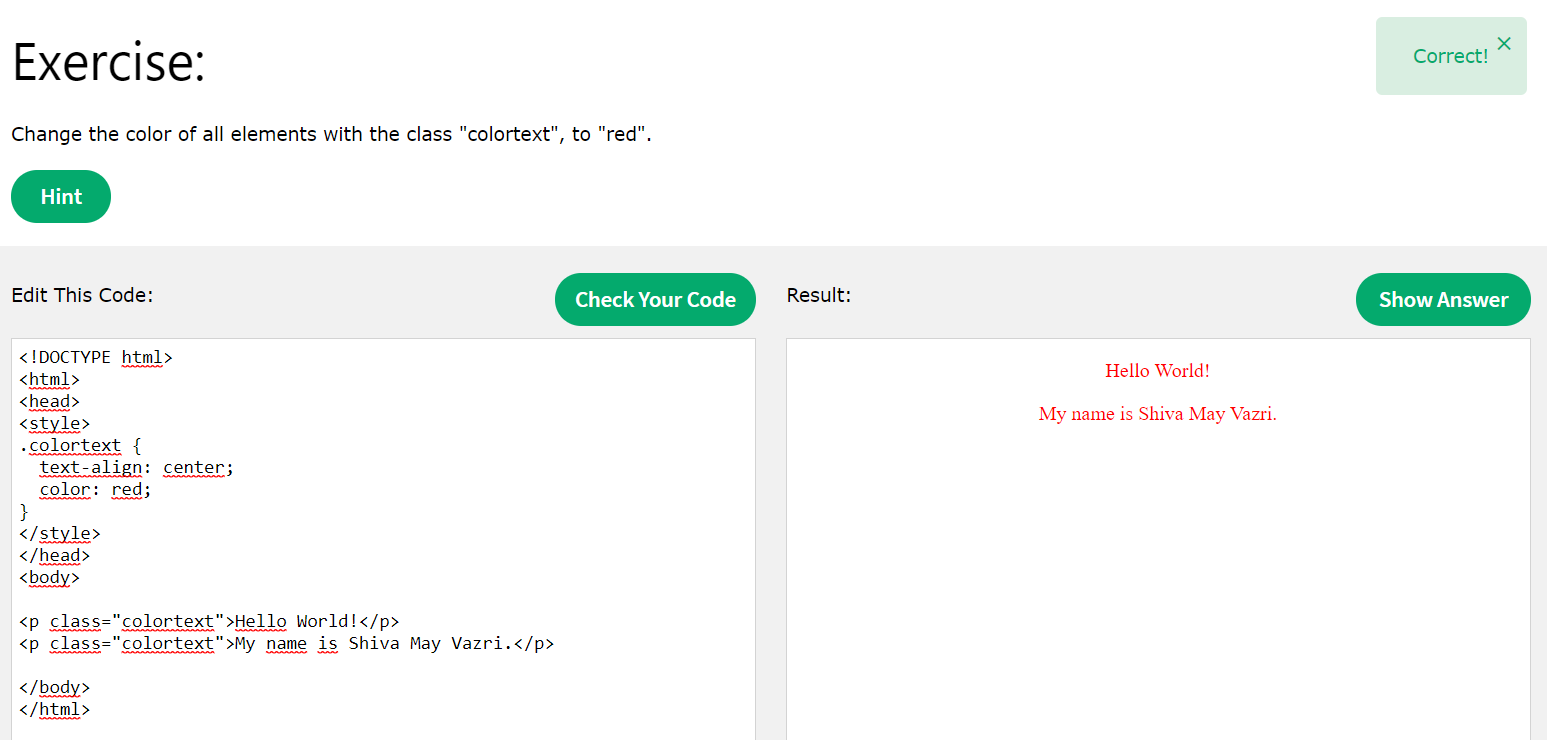 Exercise:
Correct!
×
Change the color of all elements with the class "colortext", to "red".
Hint
Edit This Code:
Check Your Code
<!DOCTYPE html>
<html>
<head>
<style>
.colortext {
  text-align: center;
  color: red;
}
</style>
</head>
<body>
<p class="colortext">Hello World!</p>
<p class="colortext">My name is Shiva May Vazri.</p>
</body>
</html>
Result:
Show Answer
Hello World!
My name is Shiva May Vazri.